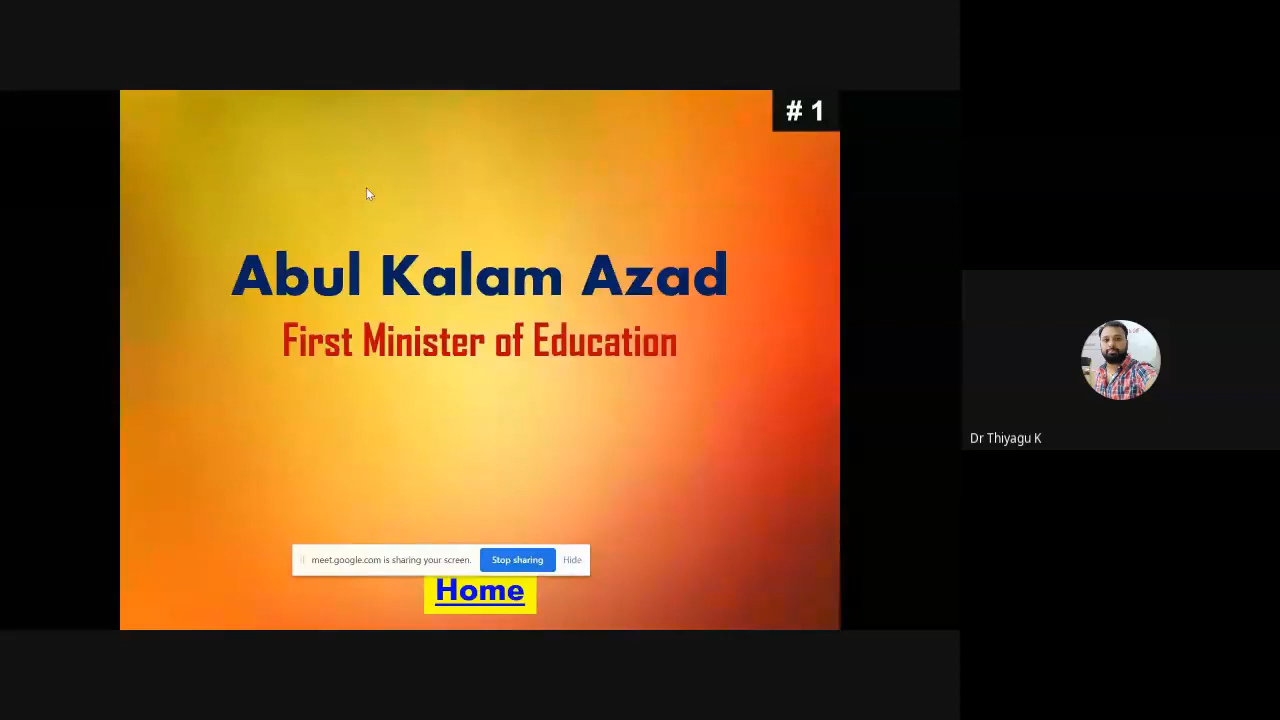 # 1
Abul Kalam Azad
First Minister of Education
meet.google.com is sharing your screen. Stop sharing Hide
Home
Dr Thiyagu K